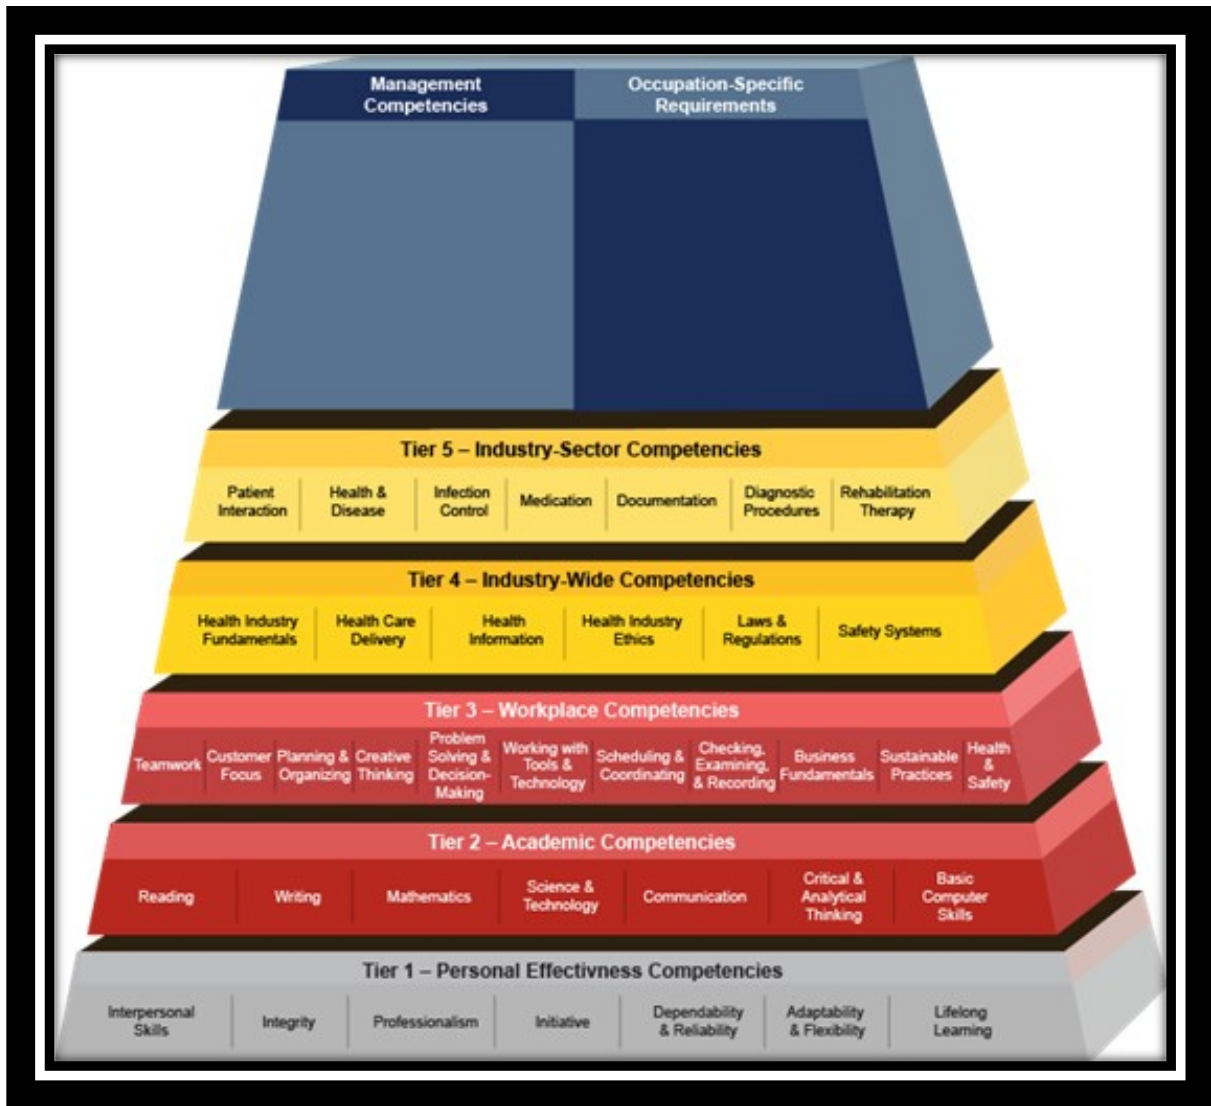 Management
Competencies
Occupation-Specific
Requirements
Tier 5 – Industry-Sector Competencies
Patient
Interaction
Health &
Disease
Infection
Control
Medication
Documentation
Diagnostic
Procedures
Rehabilitation
Therapy
Tier 4 – Industry-Wide Competencies
Health Industry
Fundamentals
Health Care
Delivery
Health
Information
Health Industry
Ethics
Laws &
Regulations
Safety Systems
Tier 3 – Workplace Competencies
Teamwork
Customer
Focus
Planning &
Organizing
Creative
Thinking
Problem
Solving &
Decision-
Making
Working with
Tools &
Technology
Scheduling &
Coordinating
Checking,
Examining,
& Recording
Business
Fundamentals
Sustainable
Practices
Health
&
Safety
Tier 2 – Academic Competencies
Reading
Writing
Mathematics
Science &
Technology
Communication
Critical &
Analytical
Thinking
Basic
Computer
Skills
Tier 1 – Personal Effectivness Competencies
Interpersonal
Skills
Integrity
Professionalism
Initiative
Dependability
& Reliability
Adaptability
& Flexibility
Lifelong
Learning